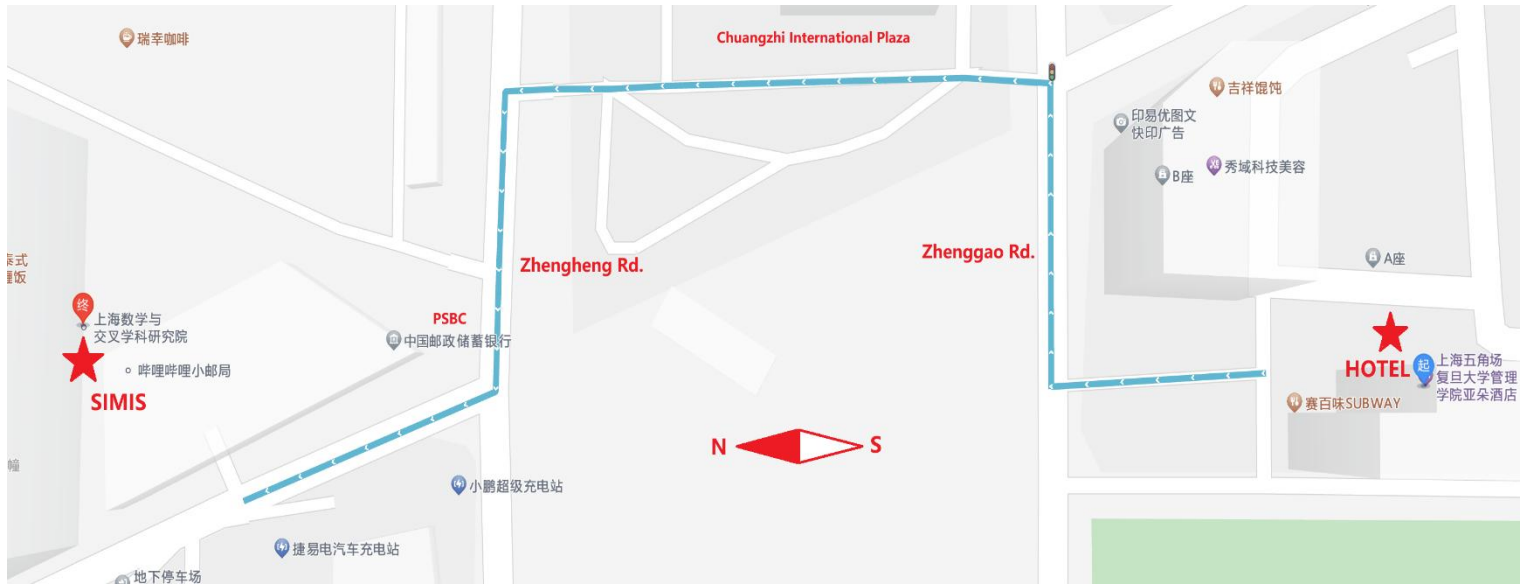 瑞幸咖啡
Chuangzhi International Plaza
吉祥馄饨
印易优图文
快印广告
B座
秀域科技美容
Zhengheng Rd.
Zhenggao Rd.
A座
泰式
终
上海数学与
交叉学科研究院
PSBC
中国邮政储蓄银行
哔哩哔哩小邮局
SIMIS
HOTEL
起
上海五角场
复旦大学管理
学院亚朵酒店
赛百味SUBWAY
N
S
幢
小鹏超级充电站
捷易电汽车充电站
地下停车场